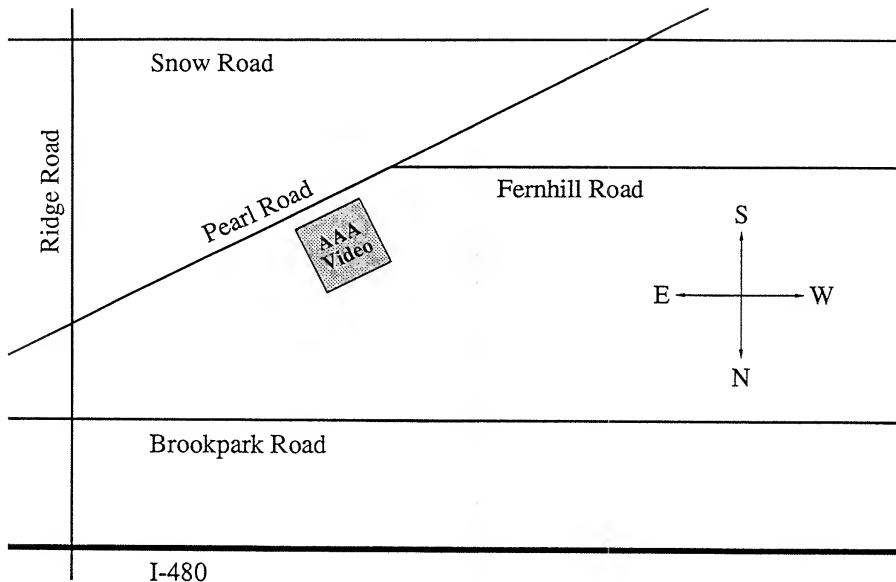 Snow Road
Ridge Road
Pearl Road
Fernhill Road
AAA
Video
S
E
W
N
Brookpark Road
I-480